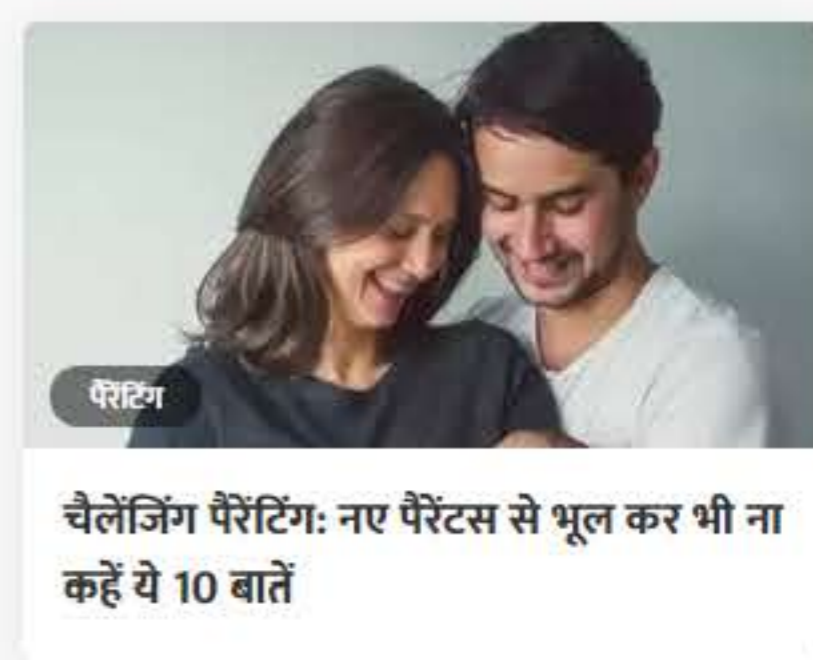 पैरेंटिंग
चैलेंजिंग पैरेंटिंग: नए पैरेंटस से भूल कर भी ना
कहें ये 10 बातें